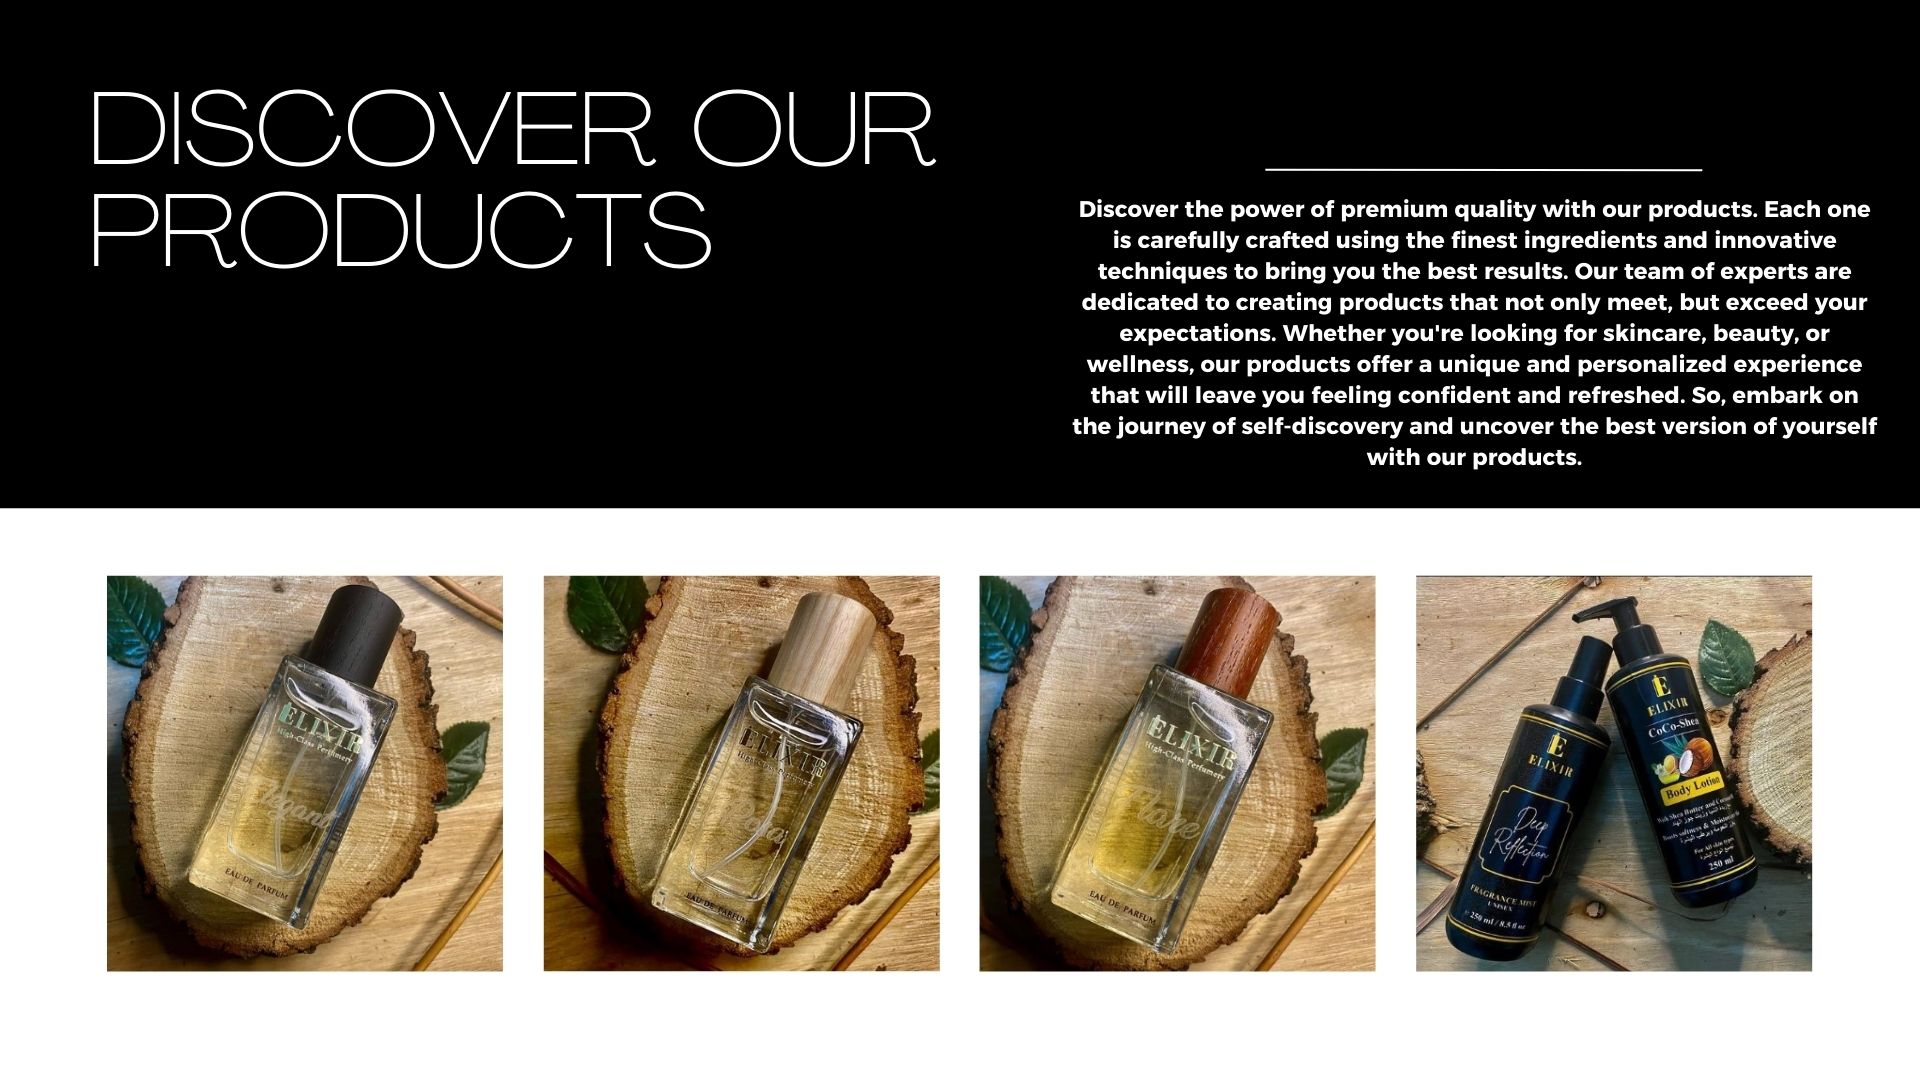 DISCOVER OUR
PRODUCTS
Discover the power of premium quality with our products. Each one
is carefully crafted using the finest ingredients and innovative
techniques to bring you the best results. Our team of experts are
dedicated to creating products that not only meet, but exceed your
expectations. Whether you're looking for skincare, beauty, or
wellness, our products offer a unique and personalized experience
that will leave you feeling confident and refreshed. So, embark on
the journey of self-discovery and uncover the best version of yourself
with our products.
ELIXIR
High-Class Perfumery
Elegant
EAU DE PARFUM
ELIXIR
High-Class Perfumery
EAU DE PARFUM
ELIXIR
High-Class Perfumery
EAU DE PARFUM
E
ELIXIR
Deep
Reflection
FRAGRANCE MIST
UNISEX
250 ml / 8.5 fl oz
E
ELIXIR
CoCo-Shea
Body Lotion
With Shea Butter and
For All skin types
250 ml